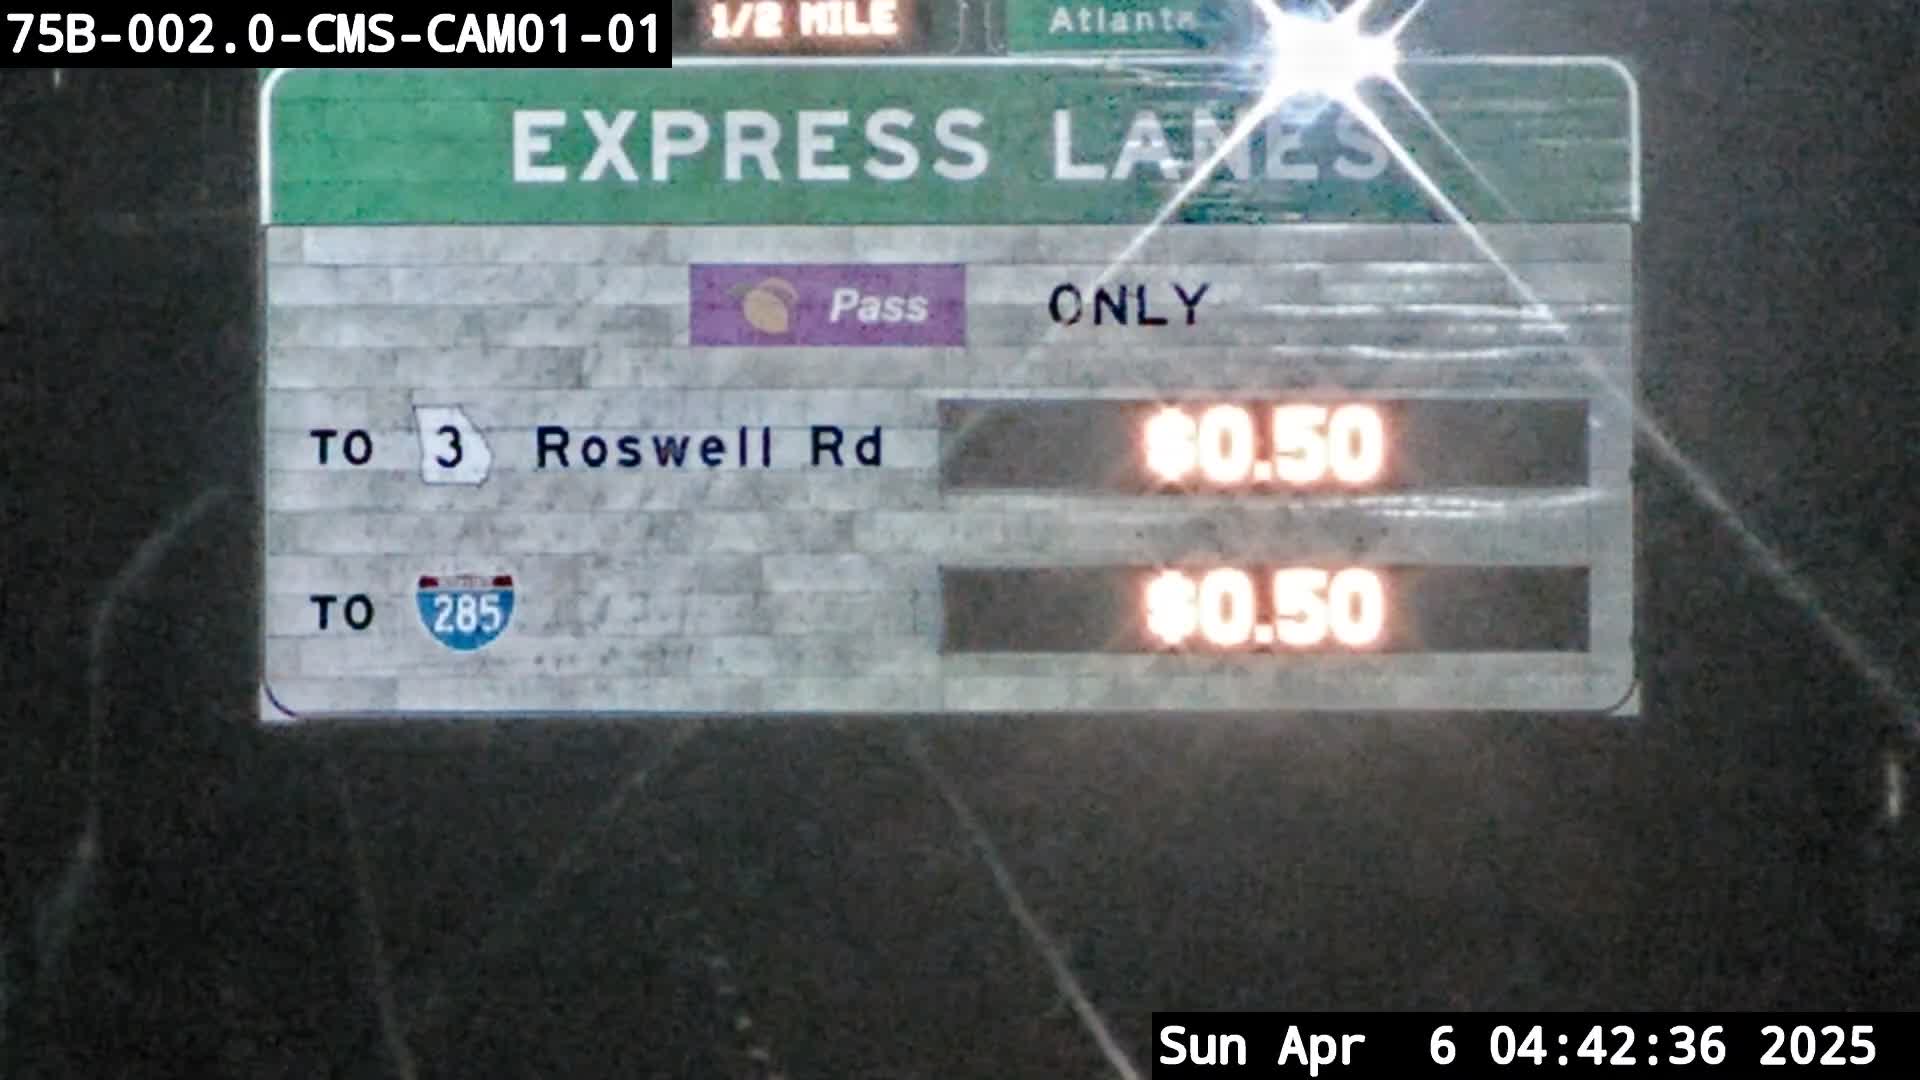 75B-002.0-CMS-CAM01-01
1/2 MILE
Atlanta
EXPRESS LANES
Pass ONLY
TO 3 Roswell Rd $0.50
TO 285 $0.50
Sun Apr 6 04:42:36 2025